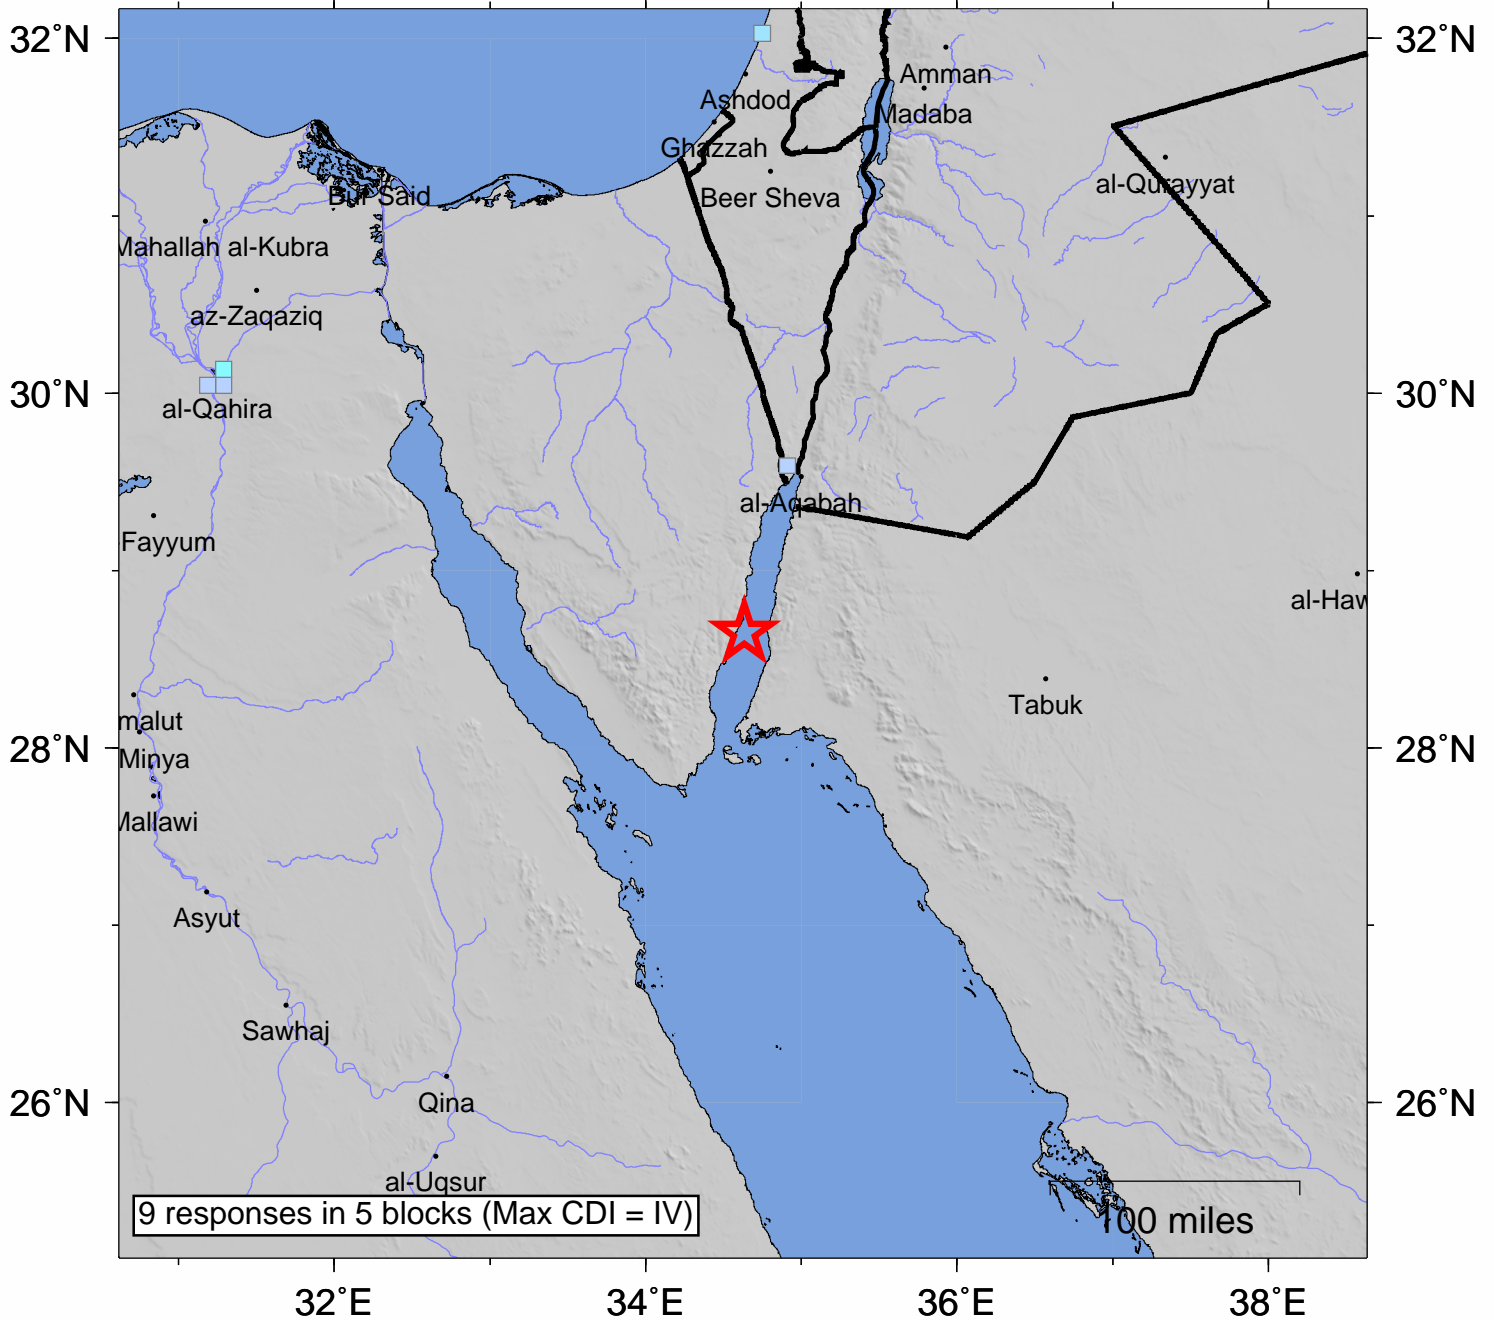 32°N
32°N
Amman
Ashdod
Madaba
Ghazzah
al-Qurayyat
Bur Said
Beer Sheva
Mahallah al-Kubra
az-Zaqaziq
30°N
30°N
al-Qahira
al-Aqabah
Fayyum
al-Haw
Tabuk
malut
28°N
28°N
Minya
Mallawi
Asyut
Sawhaj
26°N
26°N
Qina
al-Uqsur
9 responses in 5 blocks (Max CDI = IV)
100 miles
32°E
34°E
36°E
38°E